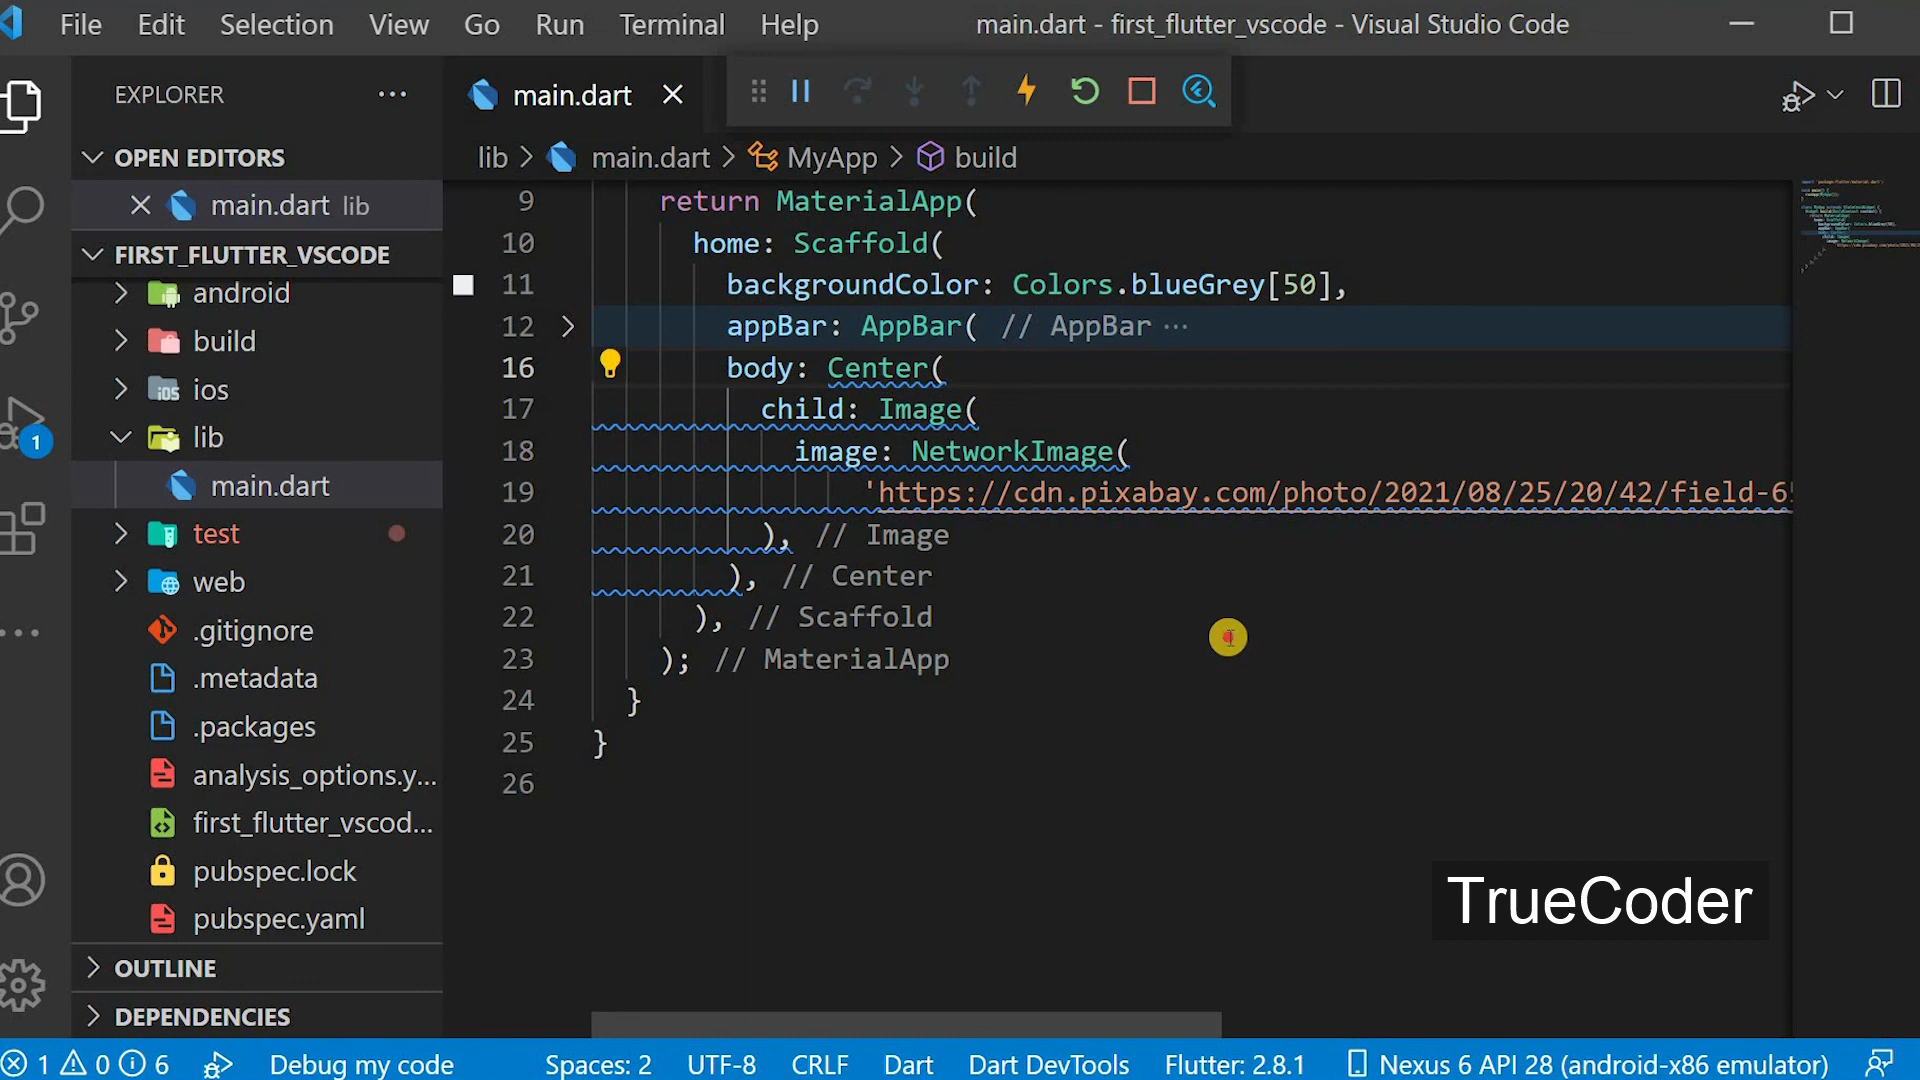 File Edit Selection View Go Run Terminal Help main.dart - first_flutter_vscode - Visual Studio Code
EXPLORER ···
main.dart
OPEN EDITORS
main.dart lib
lib > main.dart > MyApp > build
FIRST_FLUTTER_VSCODE
android
build
ios
lib
main.dart
test
web
.gitignore
.metadata
.packages
analysis_options.y...
first_flutter_vscod...
pubspec.lock
pubspec.yaml
OUTLINE
DEPENDENCIES
1
9 return MaterialApp(
10 home: Scaffold(
11 backgroundColor: Colors.blueGrey[50],
12 appBar: AppBar( // AppBar ···
16 body: Center(
17 child: Image(
18 image: NetworkImage(
19 'https://cdn.pixabay.com/photo/2021/08/25/20/42/field-6
20 ), // Image
21 ), // Center
22 ), // Scaffold
23 ); // MaterialApp
24 }
25 }
26
TrueCoder
1 0 6 Debug my code Spaces: 2 UTF-8 CRLF Dart Dart DevTools Flutter: 2.8.1 Nexus 6 API 28 (android-x86 emulator)